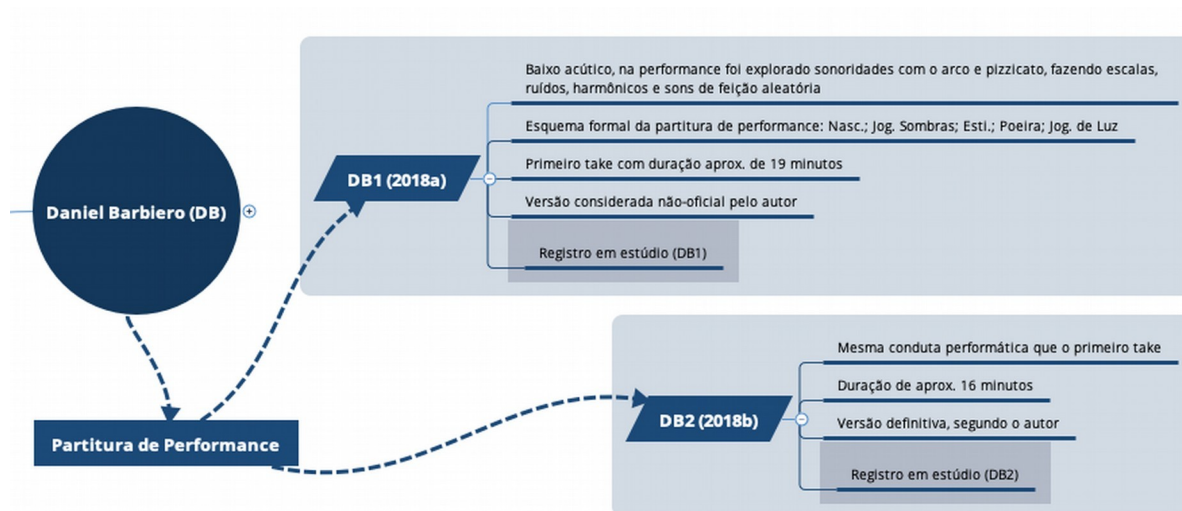 Baixo acútico, na performance foi explorado sonoridades com o arco e pizzicato, fazendo escalas,
ruídos, harmônicos e sons de feição aleatória
Esquema formal da partitura de performance: Nasc.; Jog. Sombras; Esti.; Poeira; Jog. de Luz
Primeiro take com duração aprox. de 19 minutos
DB1 (2018a)
Versão considerada não-oficial pelo autor
Daniel Barbiero (DB)
Registro em estúdio (DB1)
Mesma conduta performática que o primeiro take
Duração de aprox. 16 minutos
DB2 (2018b)
Versão definitiva, segundo o autor
Partitura de Performance
Registro em estúdio (DB2)